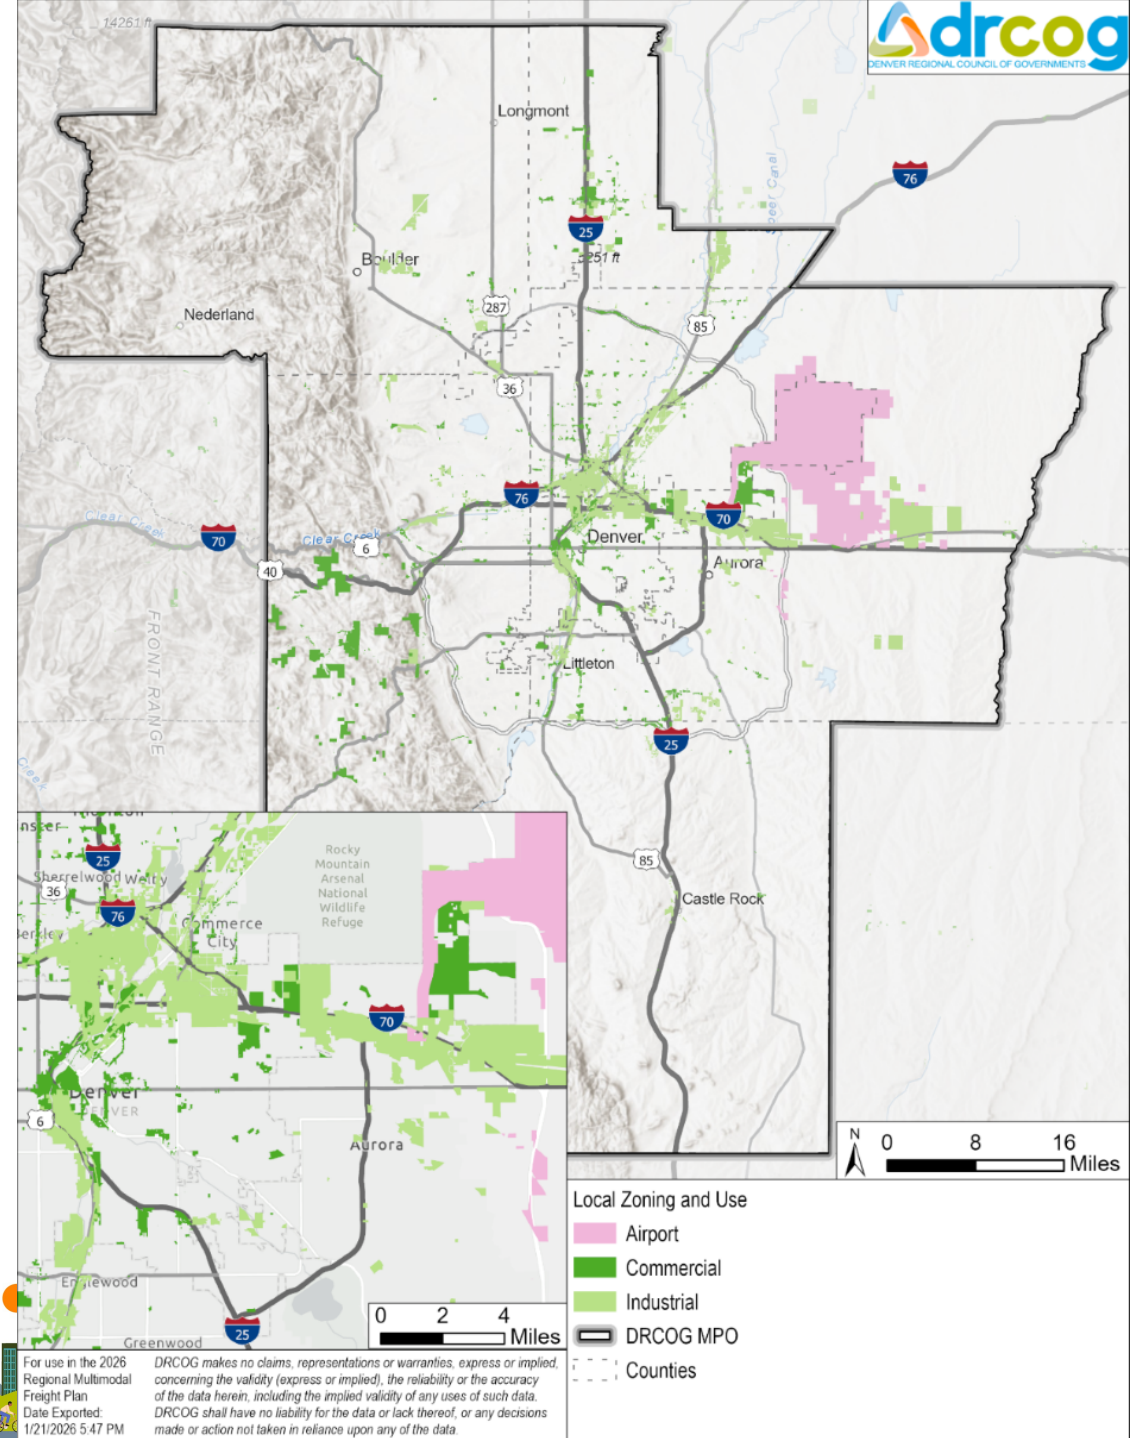 14261 ft
drcog
DENVER REGIONAL COUNCIL OF GOVERNMENTS
Longmont
76
25
5251 ft
Boulder
Nederland
287
85
36
76
70
Clear Creek
70
Clear Creek
6
Denver
40
Aurora
FRONT RANGE
Littleton
25
Creek
85
Castle Rock
25
Sherrelwood
Welby
36
76
Commerce
City
Rocky
Mountain
Arsenal
National
Wildlife
Refuge
70
Denver
DENVER
6
Aurora
Englewood
25
Greenwood
0 2 4
Miles
N
0 8 16
Miles
Local Zoning and Use
Airport
Commercial
Industrial
DRCOG MPO
Counties
For use in the 2026
Regional Multimodal
Freight Plan
Date Exported:
1/21/2026 5:47 PM
DRCOG makes no claims, representations or warranties, express or implied,
concerning the validity (express or implied), the reliability or the accuracy
of the data herein, including the implied validity of any uses of such data.
DRCOG shall have no liability for the data or lack thereof, or any decisions
made or action not taken in reliance upon any of the data.